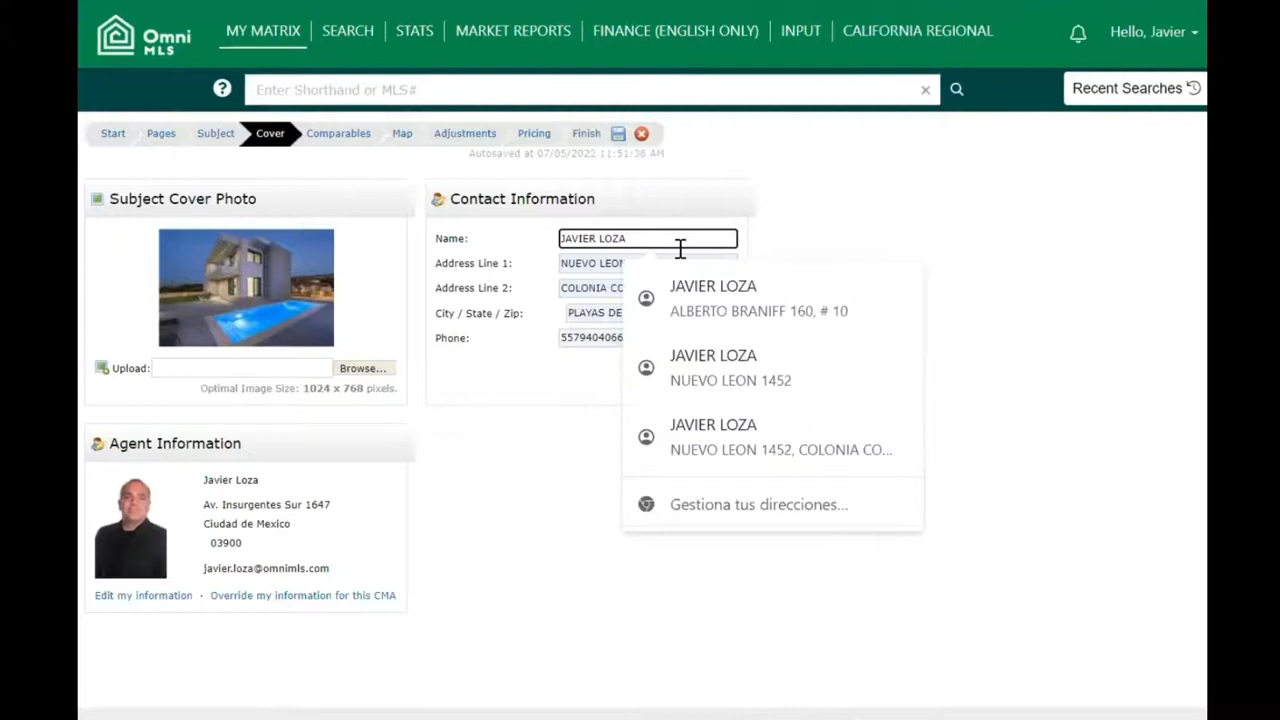 Omni MLS
MY MATRIX SEARCH STATS MARKET REPORTS FINANCE (ENGLISH ONLY) INPUT CALIFORNIA REGIONAL Hello, Javier
? Enter Shorthand or MLS# × Recent Searches
Start Pages Subject Cover Comparables Map Adjustments Pricing Finish
Autosaved at 07/05/2022 11:51:36 AM
Subject Cover Photo
Upload: Browse...
Optimal Image Size: 1024 x 768 pixels.
Contact Information
Name: JAVIER LOZA
Address Line 1: NUEVO LEON
Address Line 2: COLONIA CO
City / State / Zip: PLAYAS DE
Phone: 5579404066
JAVIER LOZA
ALBERTO BRANIFF 160, # 10
JAVIER LOZA
NUEVO LEON 1452
JAVIER LOZA
NUEVO LEON 1452, COLONIA CO...
Gestiona tus direcciones...
Agent Information
Javier Loza
Av. Insurgentes Sur 1647
Ciudad de Mexico
03900
javier.loza@omnimls.com
Edit my information · Override my information for this CMA